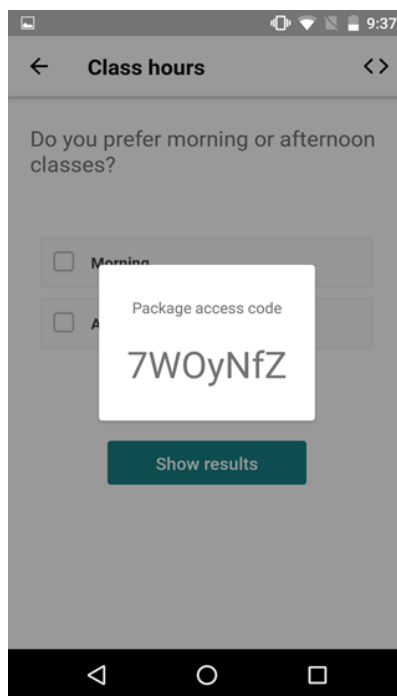 9:37
Class hours
Do you prefer morning or afternoon
classes?
Morning
Package access code
7WOyNfZ
Show results